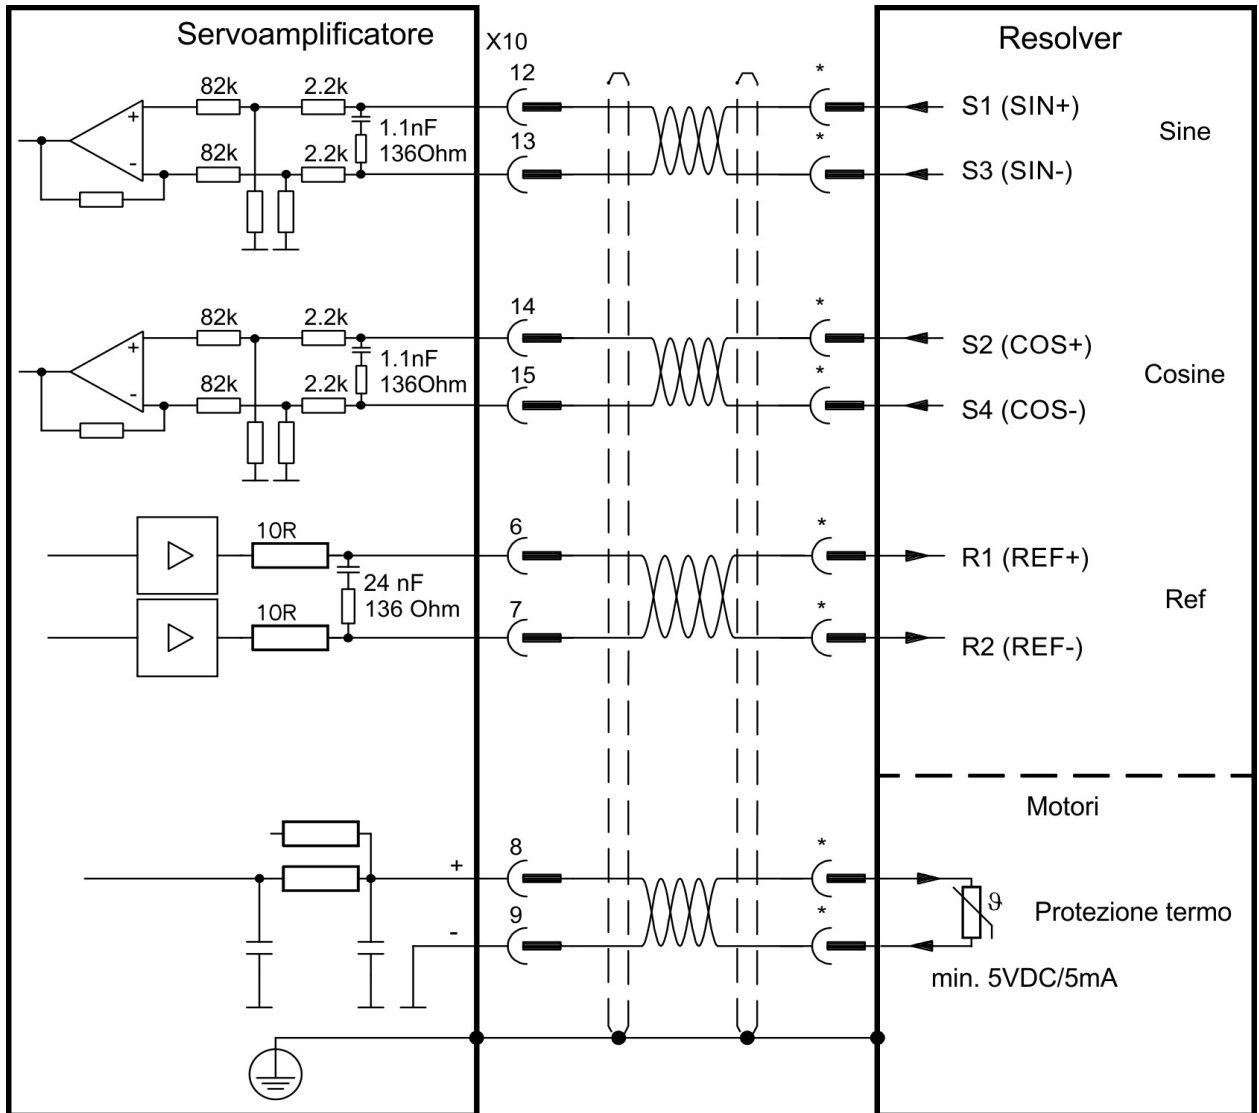 Servoamplificatore
X10
Resolver
82k
2.2k
12
*
S1 (SIN+)
+
1.1nF
136Ohm
Sine
82k
2.2k
13
*
S3 (SIN-)
-
82k
2.2k
14
*
S2 (COS+)
+
1.1nF
136Ohm
Cosine
82k
2.2k
15
*
S4 (COS-)
-
10R
6
*
R1 (REF+)
24 nF
136 Ohm
Ref
10R
7
*
R2 (REF-)
Motori
+
8
*
ϑ
Protezione termo
-
9
*
min. 5VDC/5mA